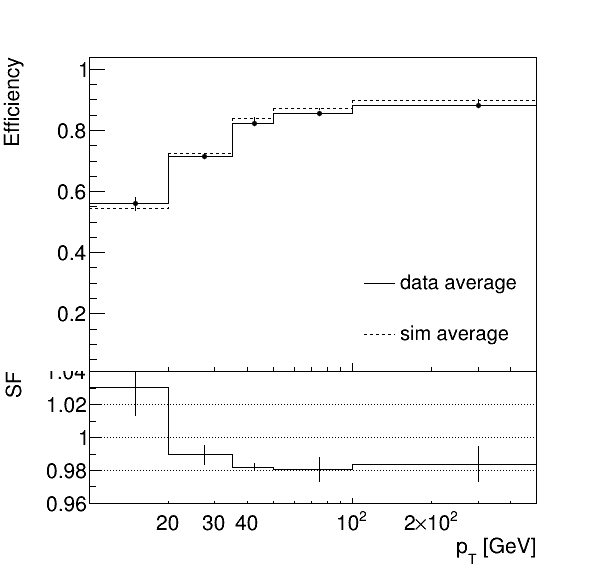 Efficiency
1
0.8
0.6
0.4
0.2
data average
sim average
SF
1.04
1.02
1
0.98
0.96
20 30 40 10² 2×10²
p_T [GeV]